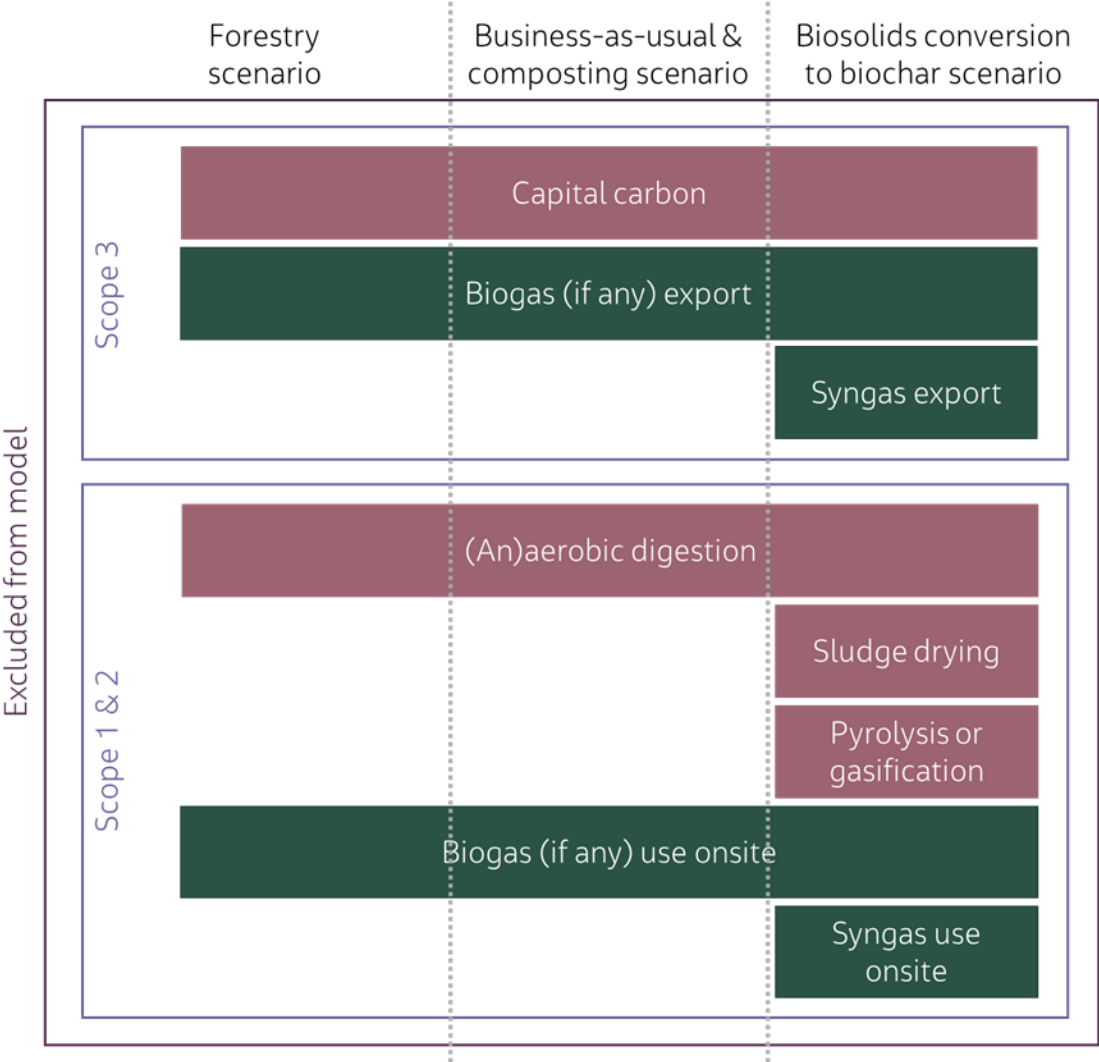 Forestry
scenario
Business-as-usual &
composting scenario
Biosolids conversion
to biochar scenario
Excluded from model
Scope 3
Capital carbon
Biogas (if any) export
Syngas export
Scope 1 & 2
(An)aerobic digestion
Sludge drying
Pyrolysis or
gasification
Biogas (if any) use onsite
Syngas use
onsite